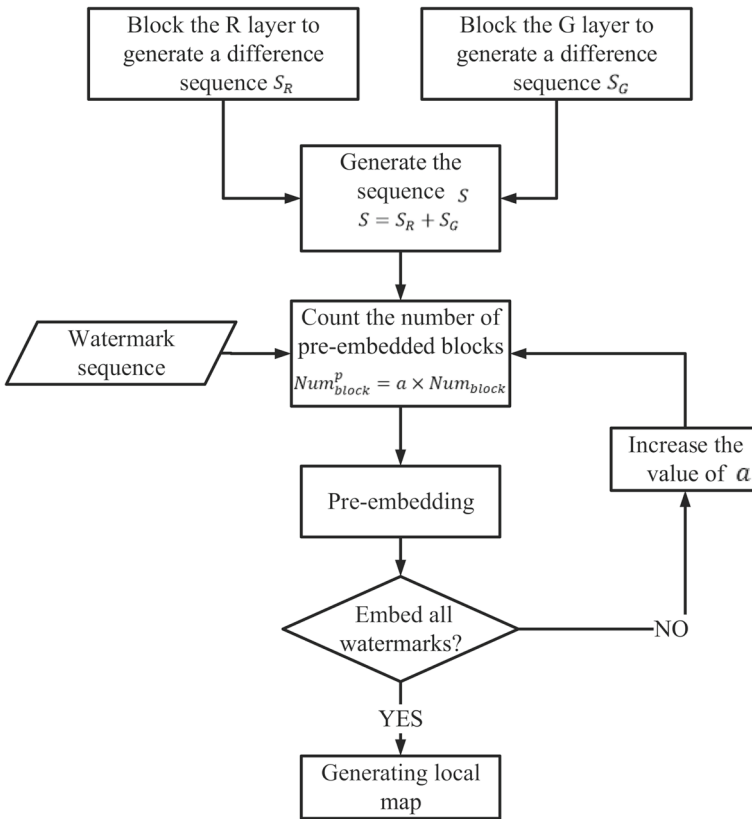 Block the R layer to
generate a difference
sequence S_R
Block the G layer to
generate a difference
sequence S_G
Generate the
sequence S
S = S_R + S_G
Watermark
sequence
Count the number of
pre-embedded blocks
Num^p_block = a × Num_block
Increase the
value of a
Pre-embedding
Embed all
watermarks?
NO
YES
Generating local
map